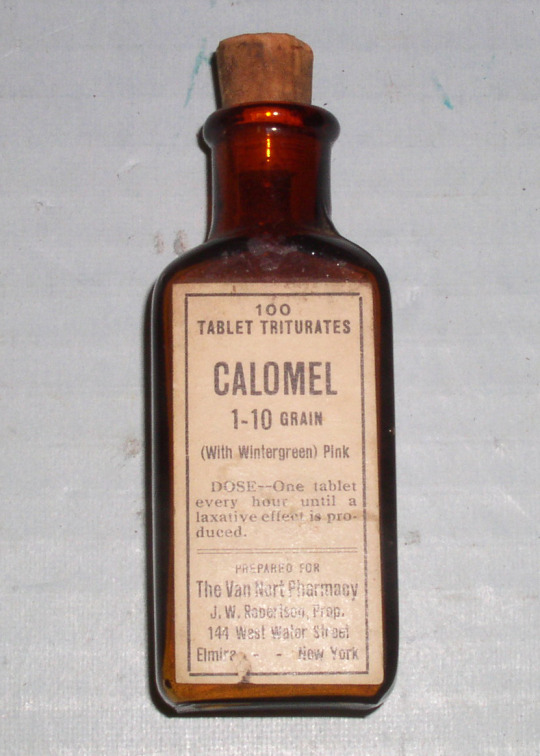 100
TABLET TRITURATES
CALOMEL
1-10 GRAIN
(With Wintergreen) Pink
DOSE--One tablet
every hour until a
laxative effect is pro-
duced.
PREPARED FOR
The Van Nort Pharmacy
J. W. Robertson, Prop.
144 West Water Street
Elmira - - New York